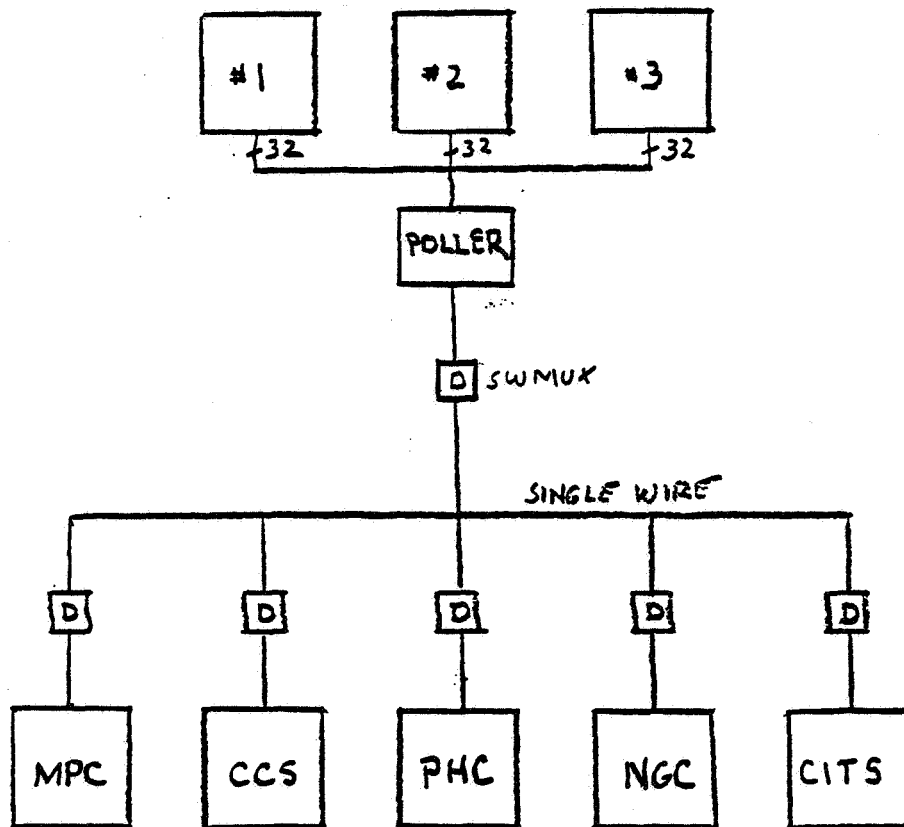 #1 #2 #3
32 32 32
POLLER
D SWMUX
SINGLE WIRE
D D D D D
MPC CCS PHC NGC CITS